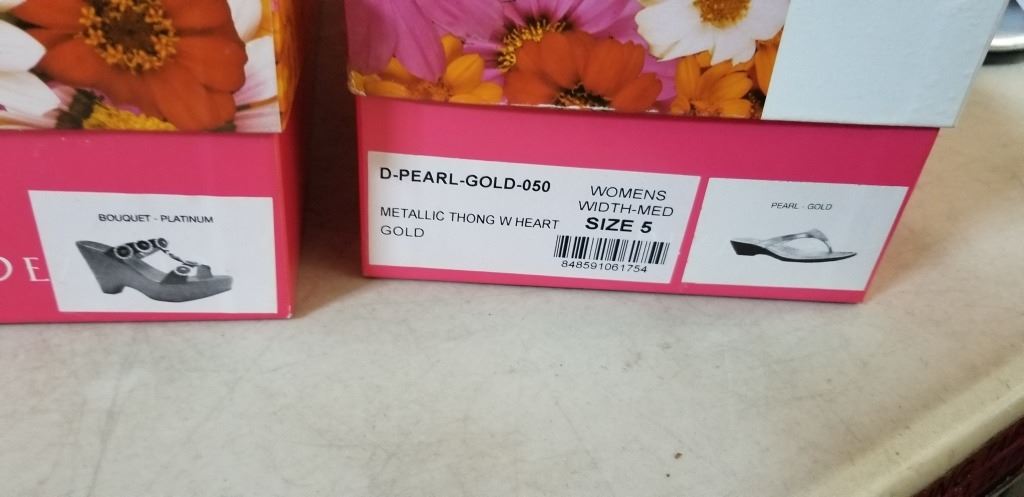 BOUQUET - PLATINUM
D-PEARL-GOLD-050
METALLIC THONG W HEART
GOLD
WOMENS
WIDTH-MED
SIZE 5
848591061754
PEARL - GOLD